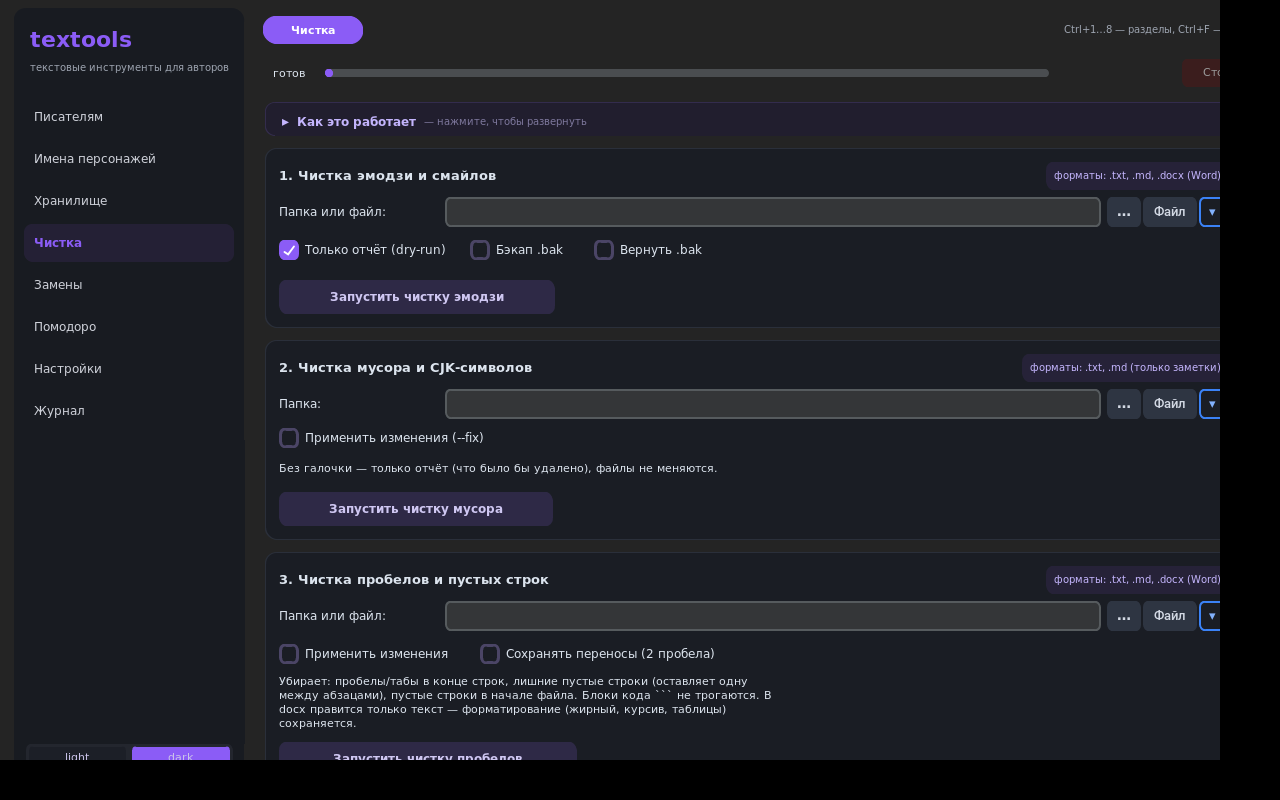 textools
текстовые инструменты для авторов
Писателям
Имена персонажей
Хранилище
Чистка
Замены
Помодоро
Настройки
Журнал
light
dark
Чистка
Ctrl+1…8 — разделы, Ctrl+F —
готов
▸ Как это работает — нажмите, чтобы развернуть
1. Чистка эмодзи и смайлов
форматы: .txt, .md, .docx (Word)
Папка или файл:
... Файл ▾
Только отчёт (dry-run) Бэкап .bak Вернуть .bak
Запустить чистку эмодзи
2. Чистка мусора и CJK-символов
форматы: .txt, .md (только заметки)
Папка:
... Файл ▾
Применить изменения (--fix)
Без галочки — только отчёт (что было бы удалено), файлы не меняются.
Запустить чистку мусора
3. Чистка пробелов и пустых строк
форматы: .txt, .md, .docx (Word)
Папка или файл:
... Файл ▾
Применить изменения Сохранять переносы (2 пробела)
Убирает: пробелы/табы в конце строк, лишние пустые строки (оставляет одну
между абзацами), пустые строки в начале файла. Блоки кода ``` не трогаются. В
docx правится только текст — форматирование (жирный, курсив, таблицы)
сохраняется.
Запустить чистку пробелов